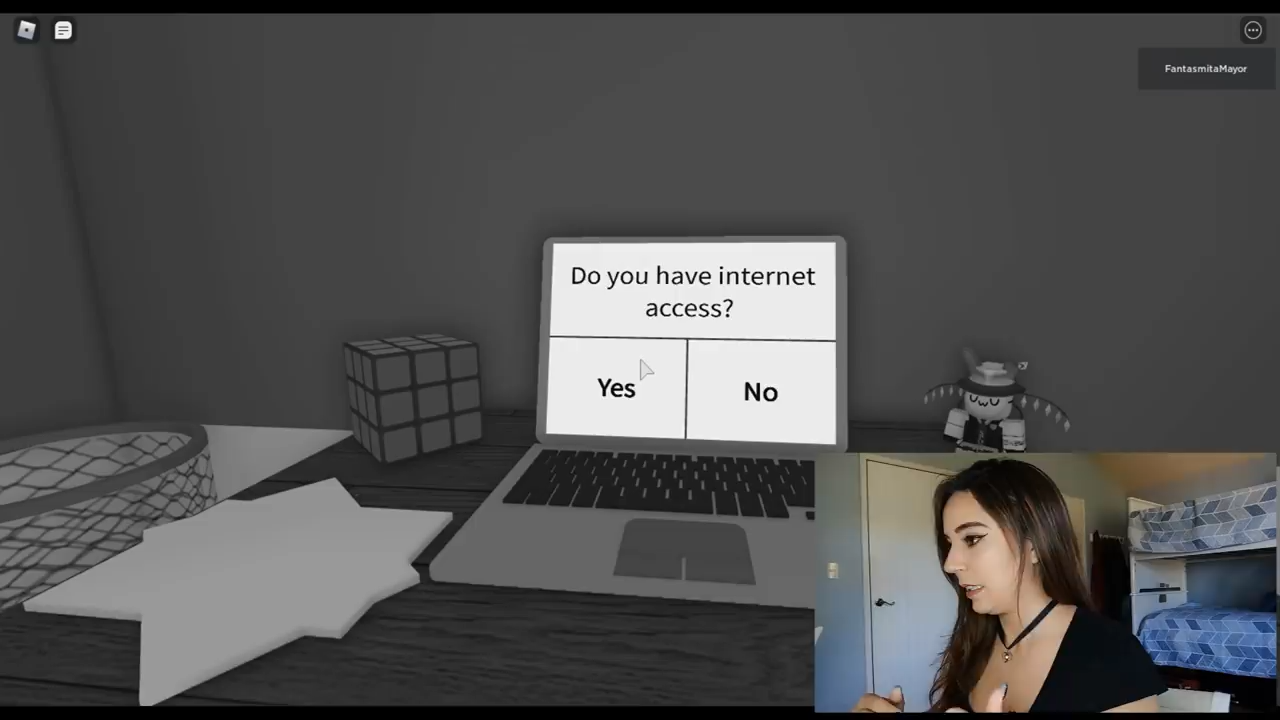 FantasmitaMayor
Do you have internet
access?
Yes
No